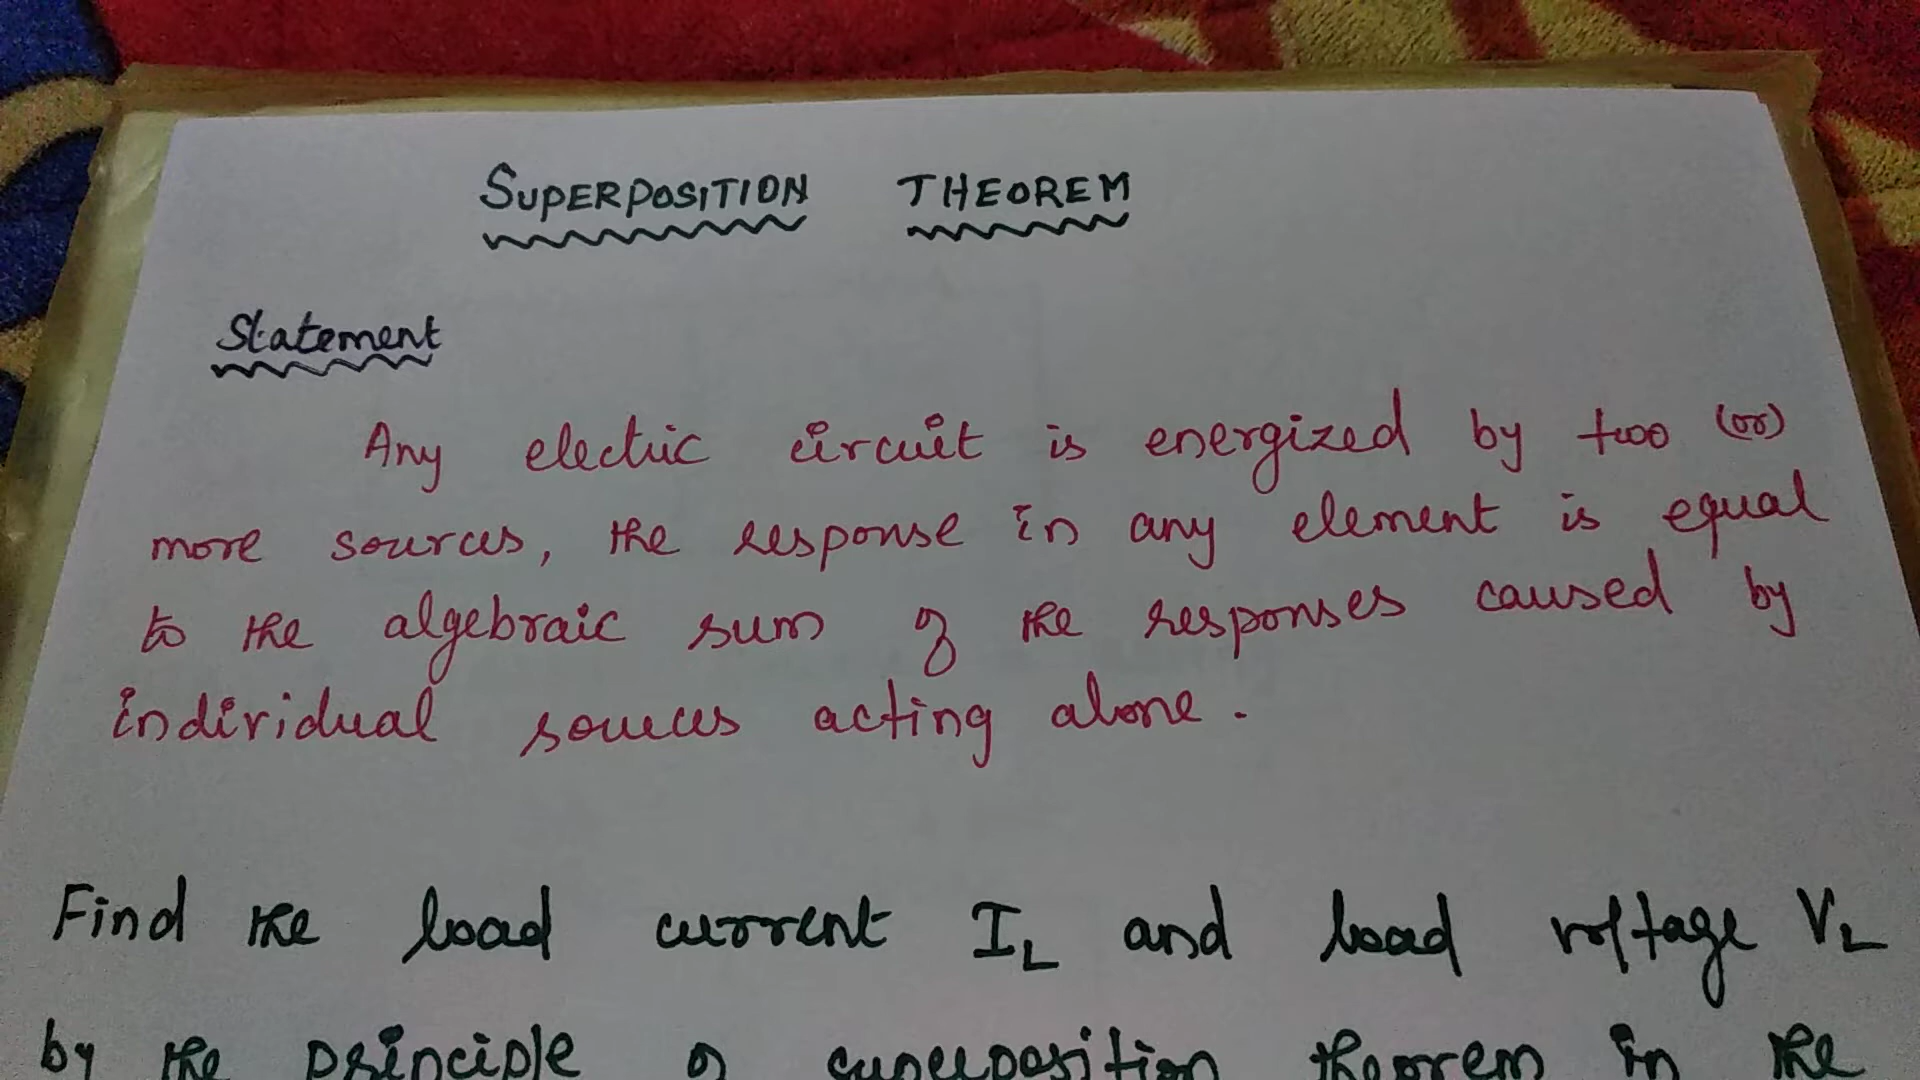 SUPERPOSITION THEOREM
Statement
Any electric circuit is energized by two (or)
more sources, the response in any element is equal
to the algebraic sum of the responses caused by
individual sources acting alone.
Find the load current I_L and load voltage V_L
by the principle of superposition theorem in the